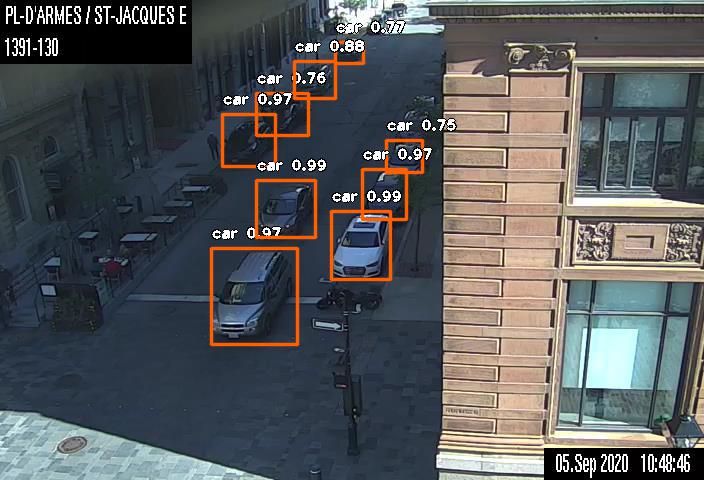 PL-D'ARMES / ST-JACQUES E
1391-130
car 0.77
car 0.88
car 0.76
car 0.97
car 0.75
car 0.97
car 0.99
car 0.99
car 0.97
05.Sep 2020 10:48:46